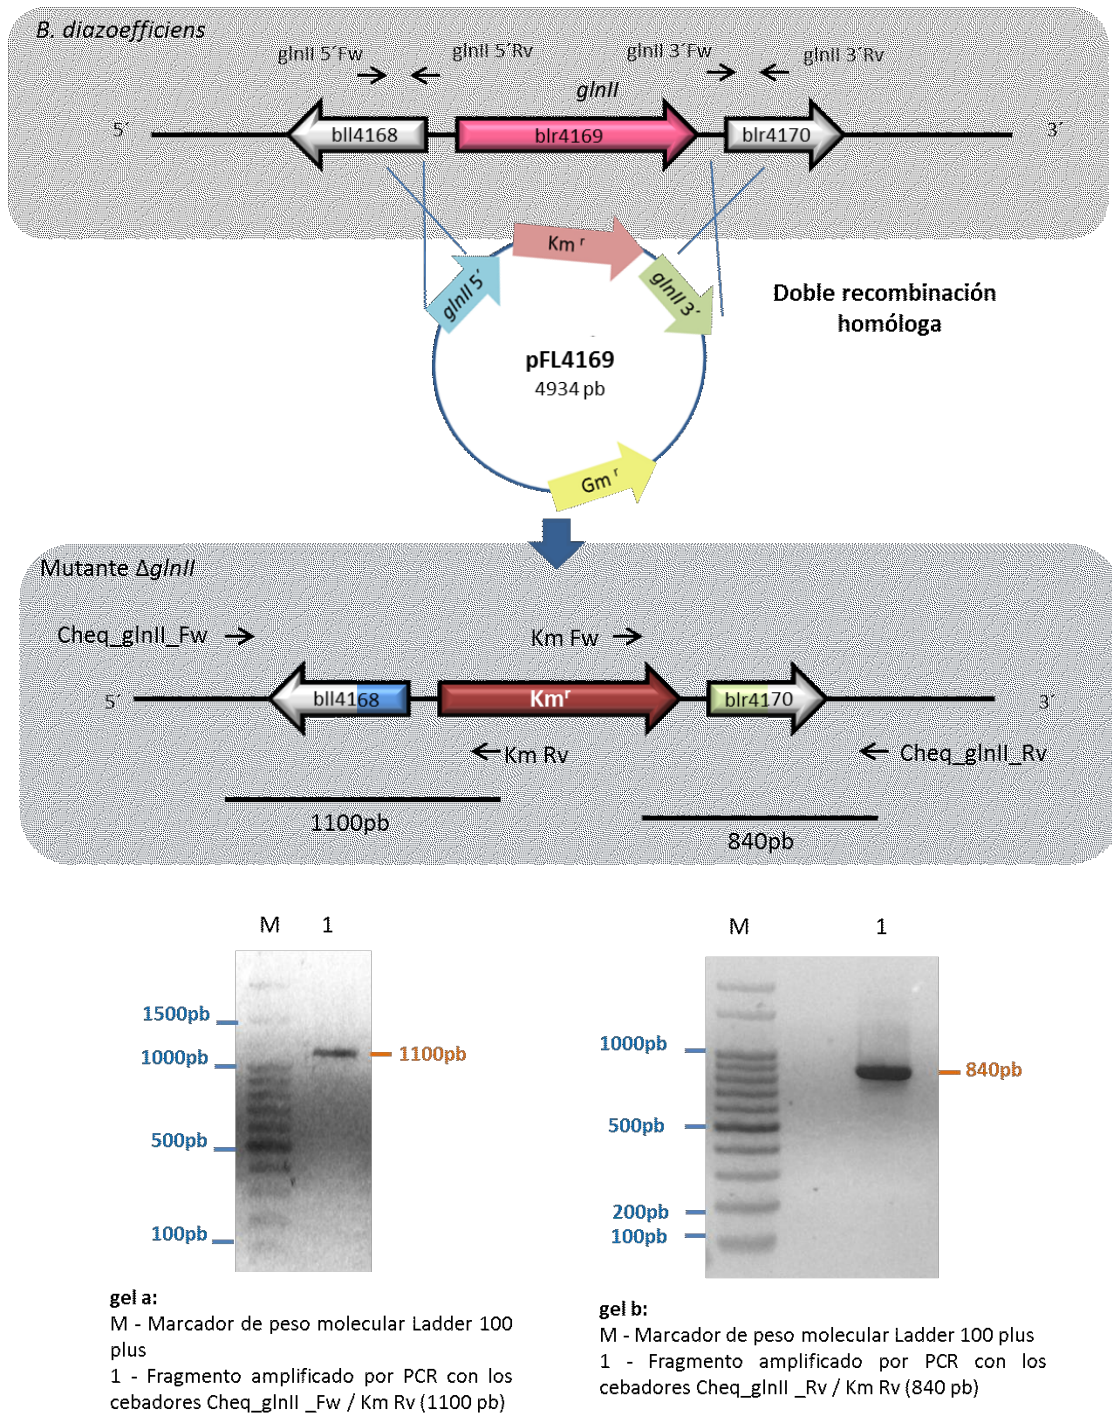 B. diazoefficiens
glnII 5´Fw
glnII 5´Rv
glnII 3´Fw
glnII 3´Rv
glnII
5´
bll4168
blr4169
blr4170
3´
Km r
glnII 5´
glnII 3´
Doble recombinación
homóloga
pFL4169
4934 pb
Gm r
Mutante ΔglnII
Cheq_glnII_Fw
Km Fw
5´
bll4168
Kmr
blr4170
3´
Km Rv
Cheq_glnII_Rv
1100pb
840pb
M 1
1500pb
1000pb
1100pb
500pb
100pb
M 1
1000pb
840pb
500pb
200pb
100pb
gel a:
M - Marcador de peso molecular Ladder 100
plus
1 - Fragmento amplificado por PCR con los
cebadores Cheq_glnII _Fw / Km Rv (1100 pb)
gel b:
M - Marcador de peso molecular Ladder 100 plus
1 - Fragmento amplificado por PCR con los
cebadores Cheq_glnII _Rv / Km Rv (840 pb)